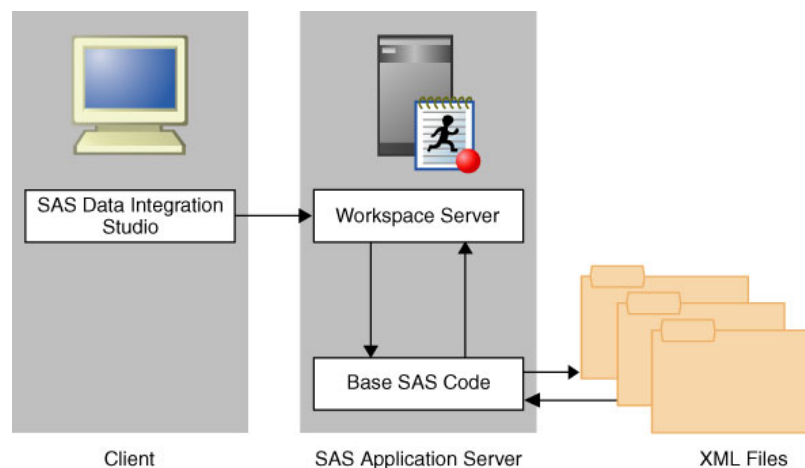 SAS Data Integration
Studio
Workspace Server
Base SAS Code
Client
SAS Application Server
XML Files